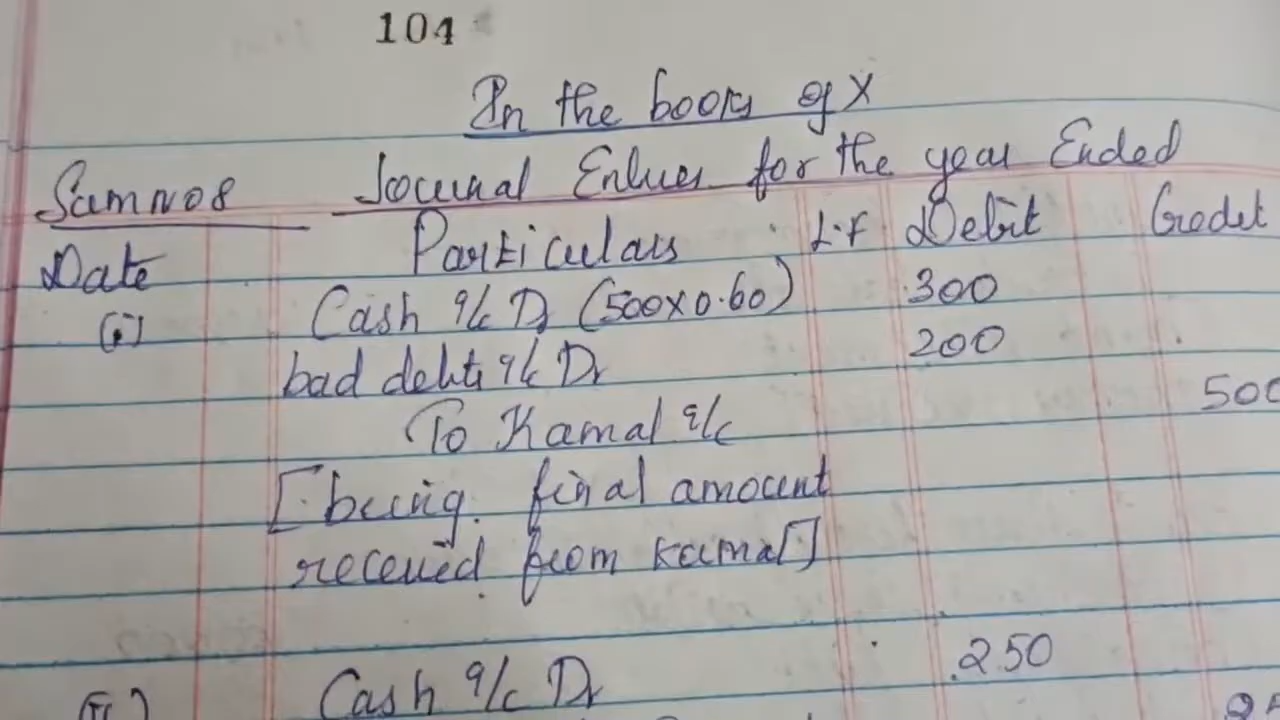 104
In the books of X
Journal Entries for the year Ended
Sum No 8
Date Particulars L.F Debit Credit
(i) Cash a/c Dr (500x0.60) 300
bad debts a/c Dr 200
To Kamal a/c 500
[being. final amount
received from Kamal]
(ii) Cash a/c Dr 250